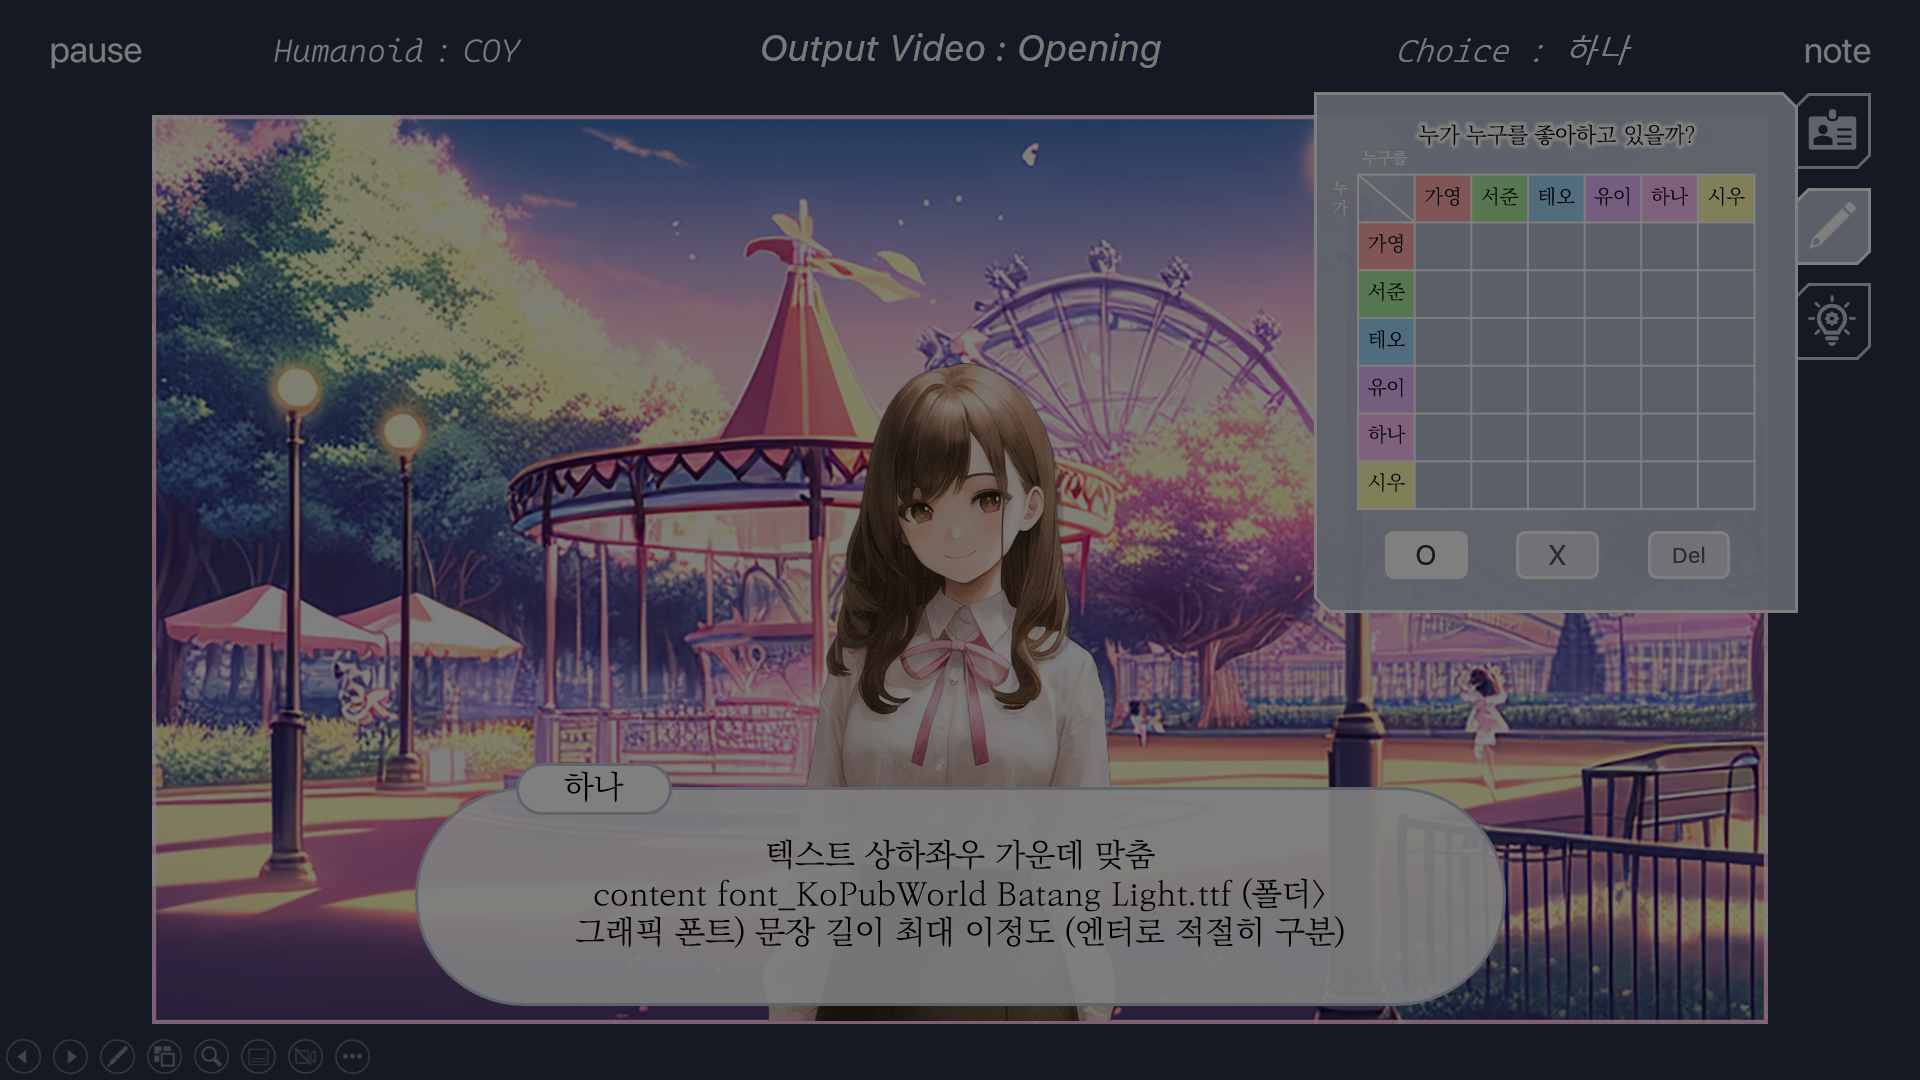 pause
Humanoid : COY
Output Video : Opening
Choice : 하나
note
누가 누구를 좋아하고 있을까?
누구를
누가
가영 서준 테오 유이 하나 시우
가영
서준
테오
유이
하나
시우
O X Del
하나
텍스트 상하좌우 가운데 맞춤
content font_KoPubWorld Batang Light.ttf (폴더>
그래픽 폰트) 문장 길이 최대 이정도 (엔터로 적절히 구분)